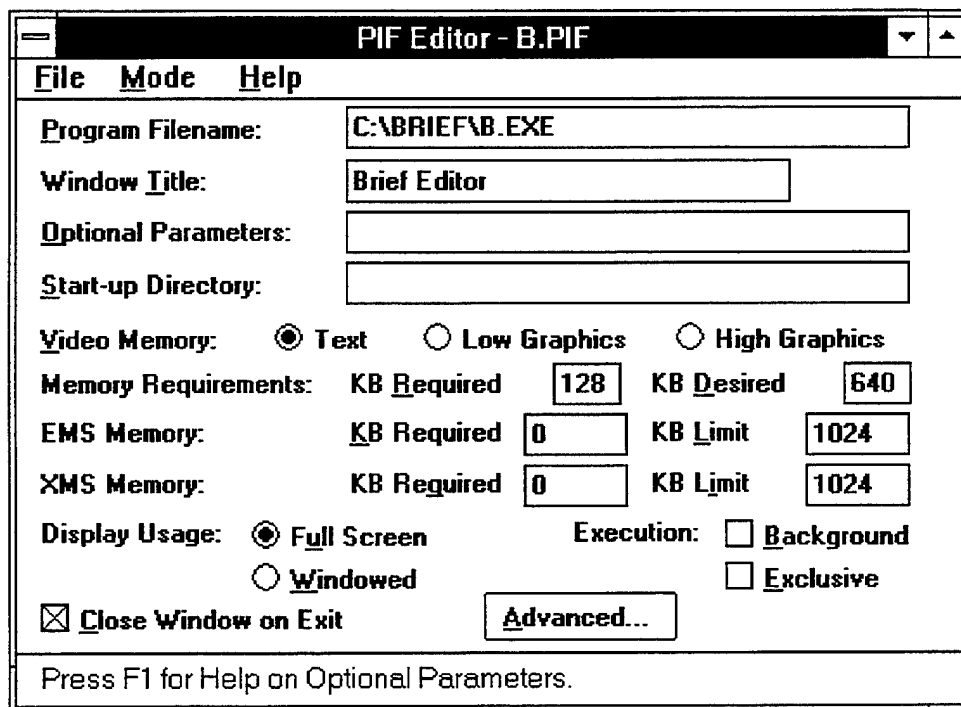 PIF Editor - B.PIF
File Mode Help
Program Filename: C:\BRIEF\B.EXE
Window Title: Brief Editor
Optional Parameters:
Start-up Directory:
Video Memory: Text Low Graphics High Graphics
Memory Requirements: KB Required 128 KB Desired 640
EMS Memory: KB Required 0 KB Limit 1024
XMS Memory: KB Required 0 KB Limit 1024
Display Usage: Full Screen Execution: Background
Windowed Exclusive
Close Window on Exit Advanced...
Press F1 for Help on Optional Parameters.